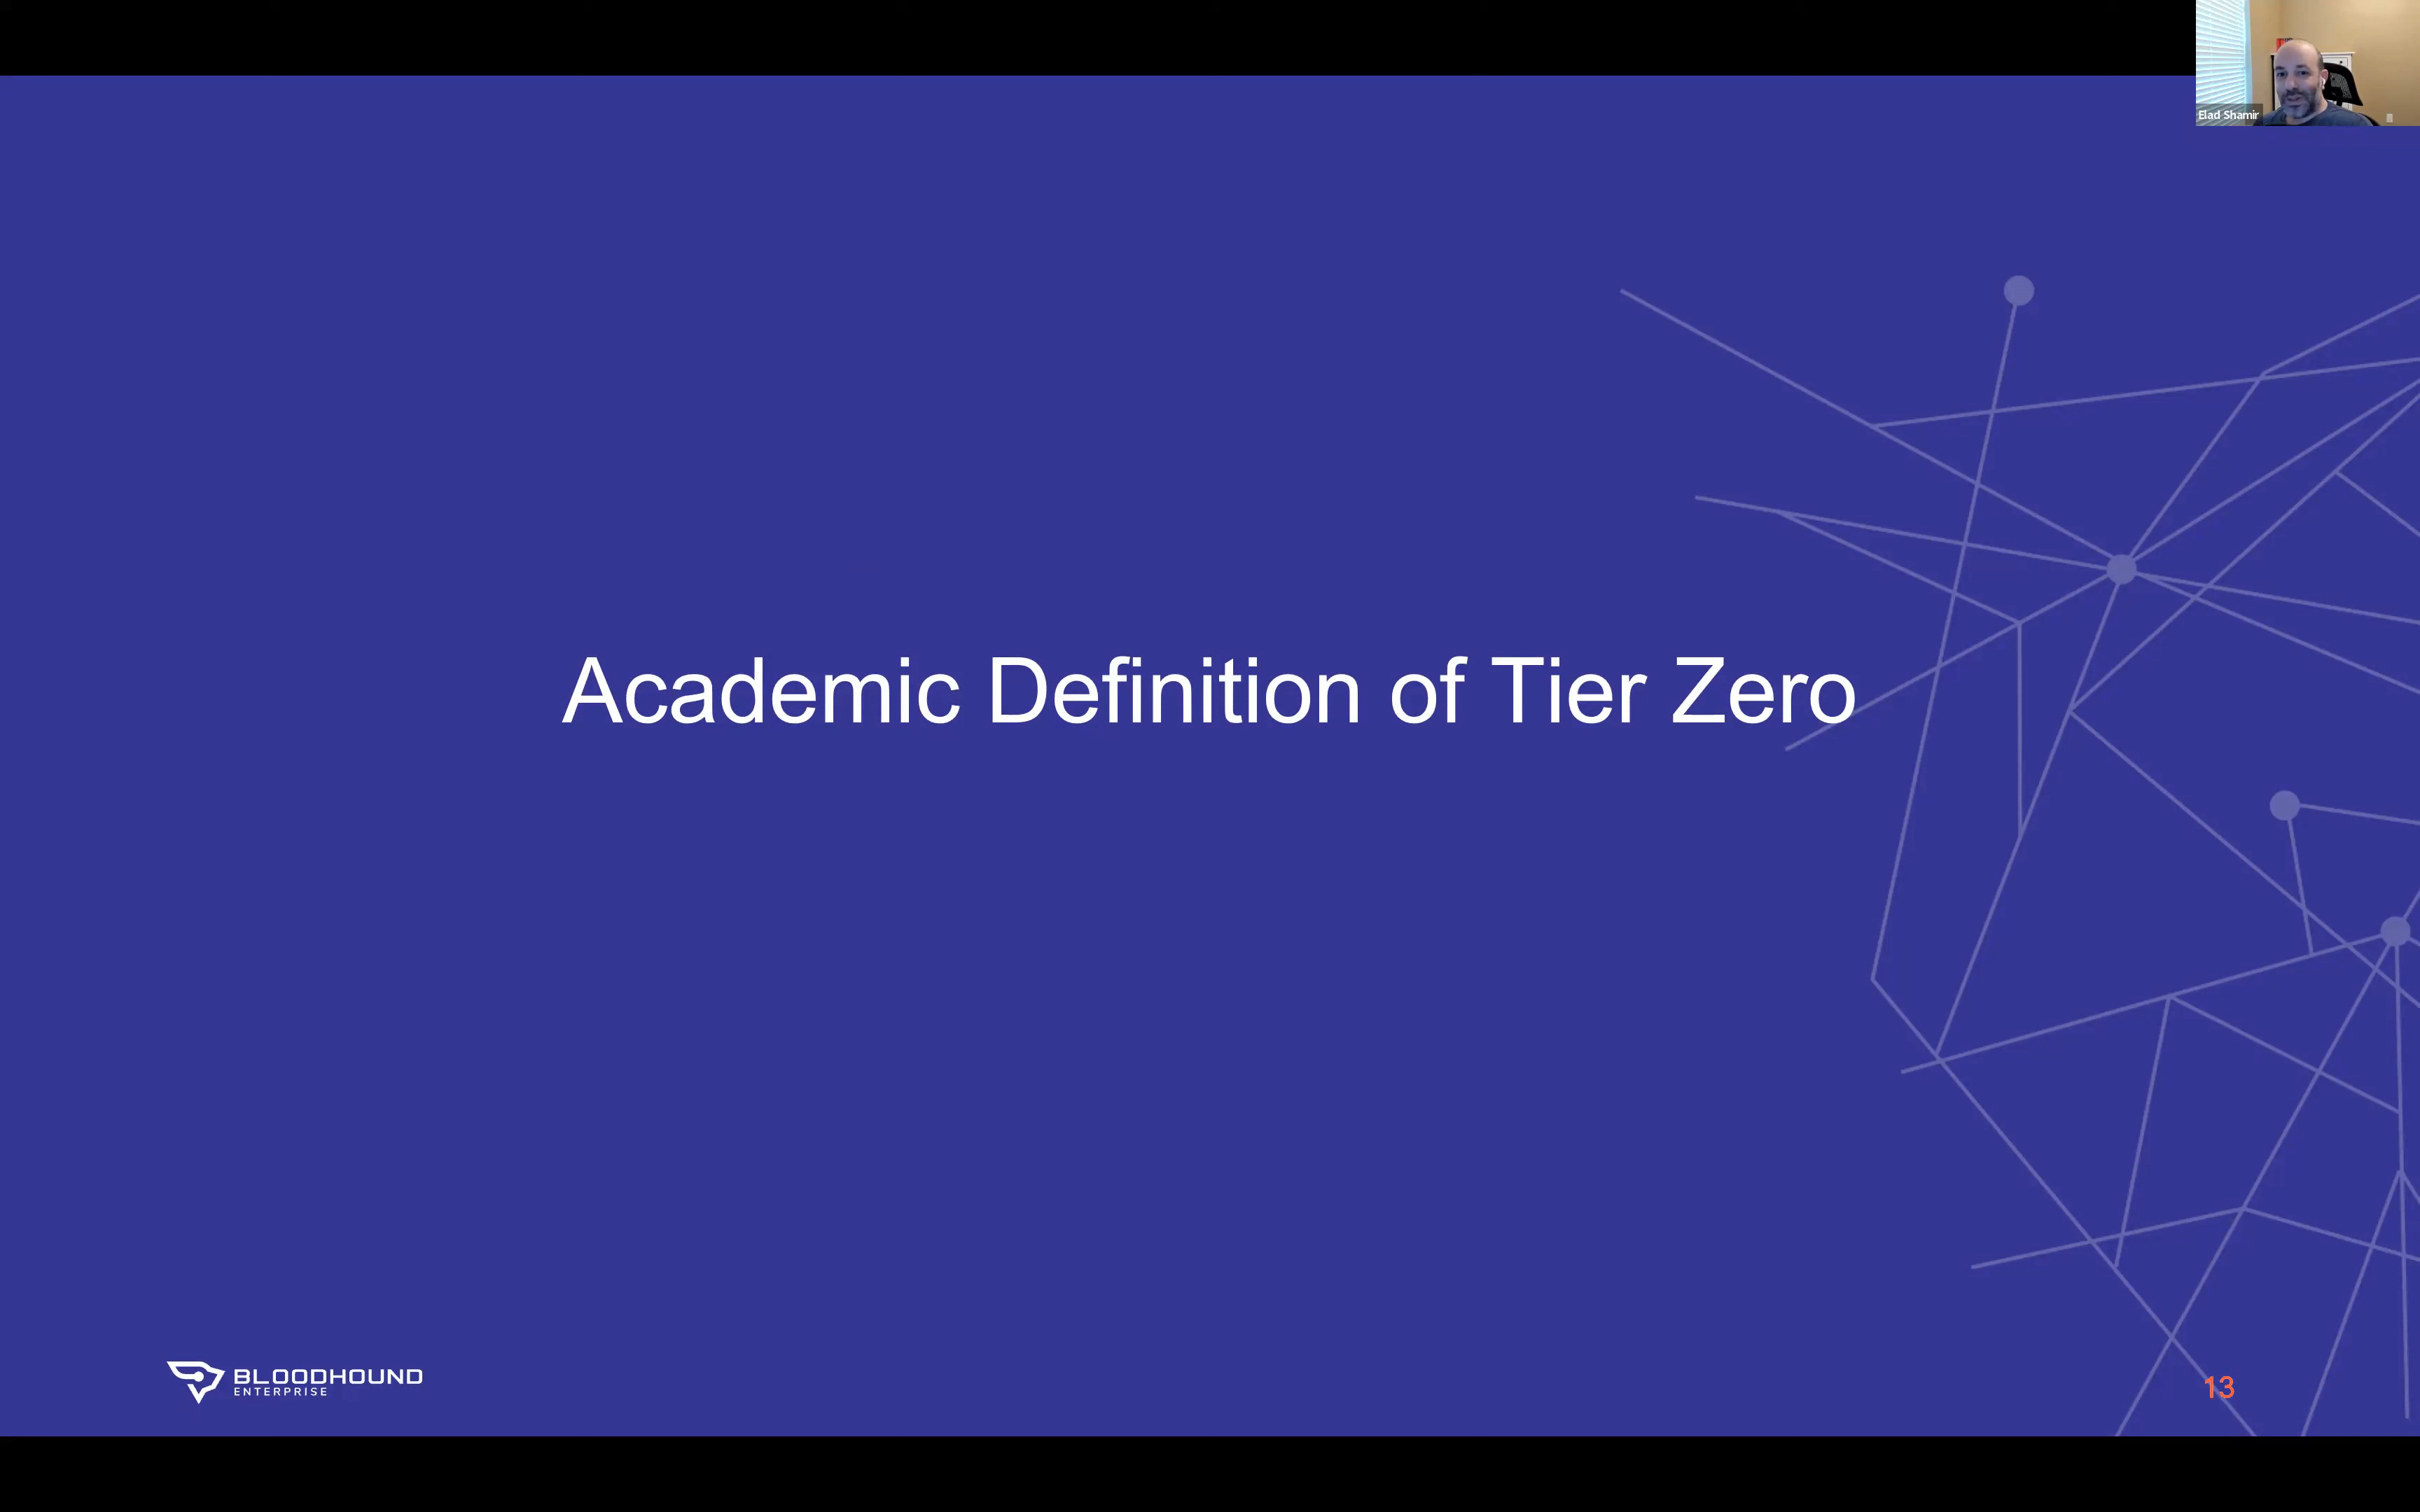 Elad Shamir
Academic Definition of Tier Zero
BLOODHOUND
ENTERPRISE
13